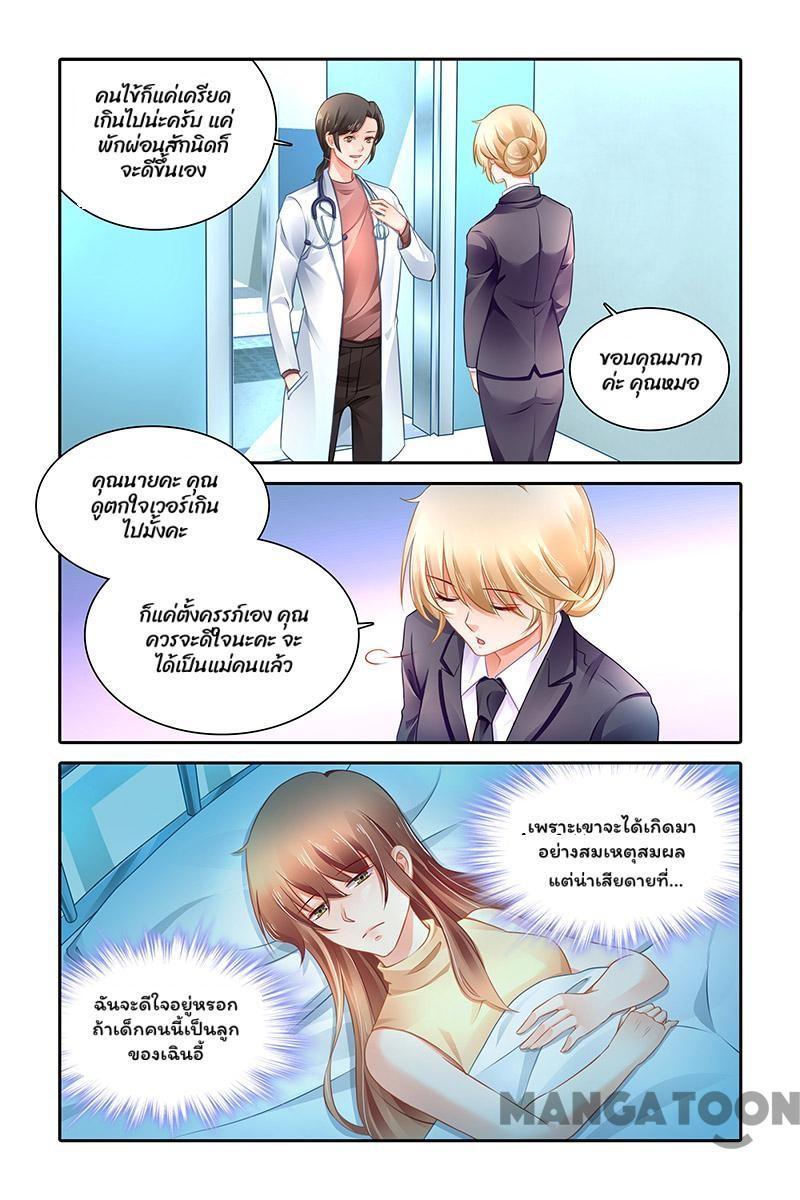 คนไข้ก็แค่เครียด
เกินไปน่ะครับ แค่
พักผ่อนสักนิดก็
จะดีขึ้นเอง
ขอบคุณมาก
ค่ะ คุณหมอ
คุณนายคะ คุณ
ดูตกใจเวอร์เกิน
ไปมั้งคะ
ก็แค่ตั้งครรภ์เอง คุณ
ควรจะดีใจนะคะ จะ
ได้เป็นแม่คนแล้ว
ฉันจะดีใจอยู่หรอก
ถ้าเด็กคนนี้เป็นลูก
ของเฉินอี้
เพราะเขาจะได้เกิดมา
อย่างสมเหตุสมผล
แต่น่าเสียดายที่...
MANGATOON